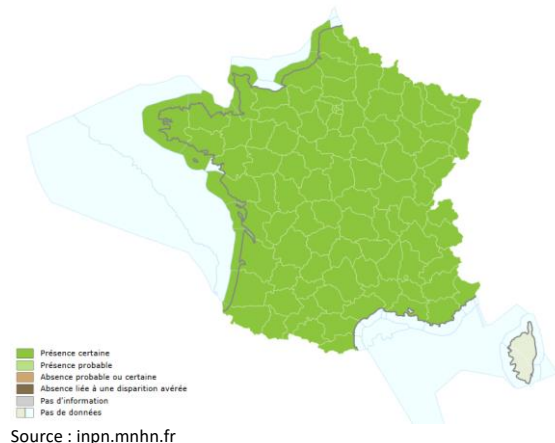 Présence certaine
Présence probable
Absence probable ou certaine
Absence liée à une disparition avérée
Pas d'information
Pas de données
Source : inpn.mnhn.fr